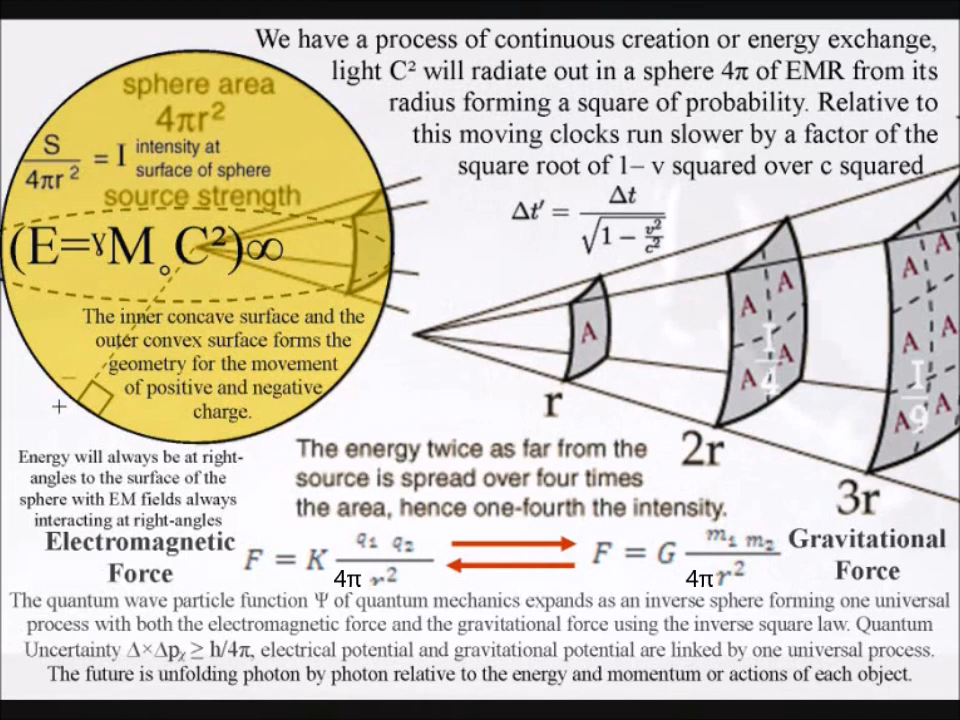 We have a process of continuous creation or energy exchange,
light C² will radiate out in a sphere 4π of EMR from its
radius forming a square of probability. Relative to
this moving clocks run slower by a factor of the
square root of 1– v squared over c squared
Δt′ = Δt / √1 − v²/c²
sphere area
4πr²
S / 4πr² = I intensity at
surface of sphere
source strength
(E=ᵞM₀C²)∞
The inner concave surface and the
outer convex surface forms the
geometry for the movement
of positive and negative
charge.
−
+
A
A A
I/4 A
A
A A
A A
I/9
A A
r
2r
3r
Energy will always be at right-
angles to the surface of the
sphere with EM fields always
interacting at right-angles
The energy twice as far from the
source is spread over four times
the area, hence one-fourth the intensity.
Electromagnetic
Force
F = K q₁ q₂ / 4π r²
F = G m₁ m₂ / 4π r²
Gravitational
Force
The quantum wave particle function Ψ of quantum mechanics expands as an inverse sphere forming one universal
process with both the electromagnetic force and the gravitational force using the inverse square law. Quantum
Uncertainty Δ×Δpᵪ ≥ h/4π, electrical potential and gravitational potential are linked by one universal process.
The future is unfolding photon by photon relative to the energy and momentum or actions of each object.